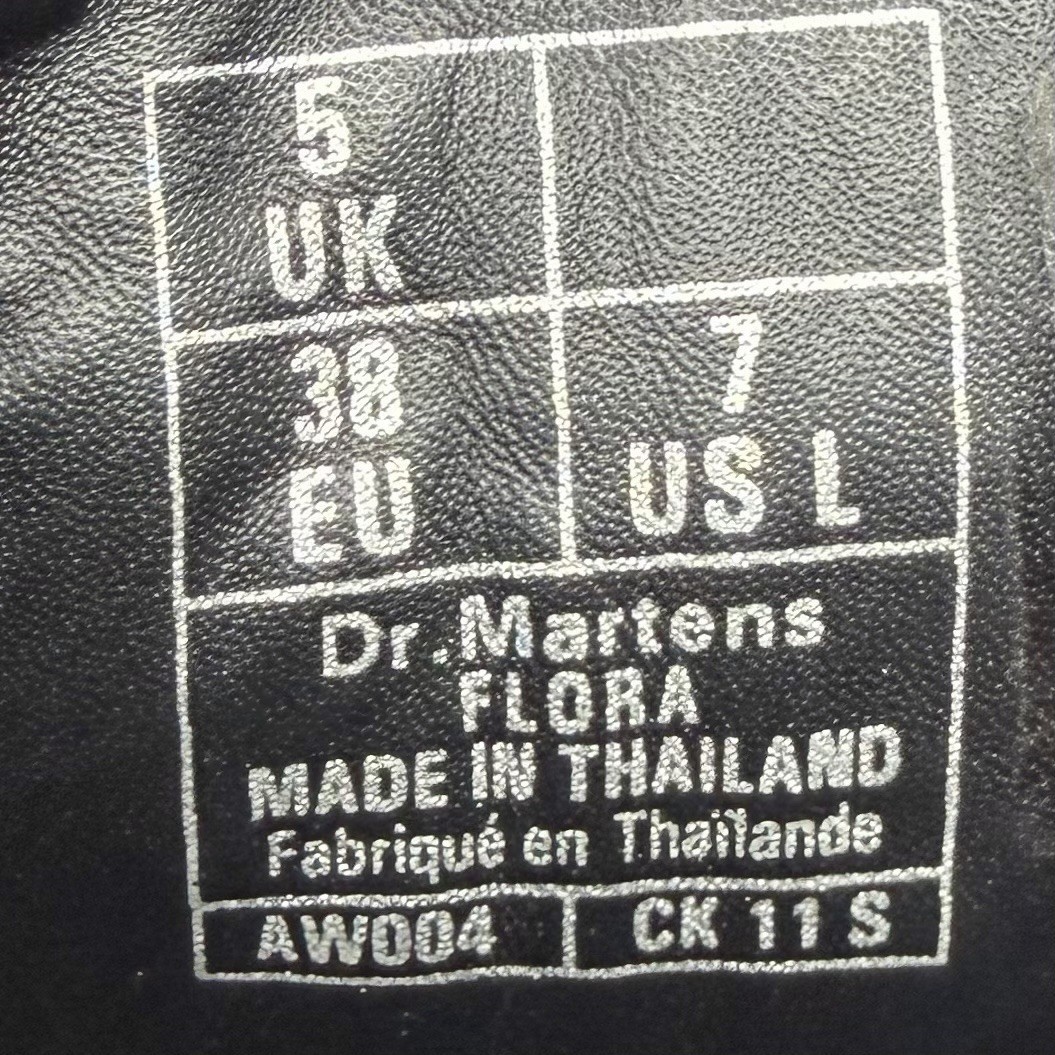 5
UK
38
EU
7
US L
Dr.Martens
FLORA
MADE IN THAILAND
Fabriqué en Thaïlande
AW004
CK 11 S